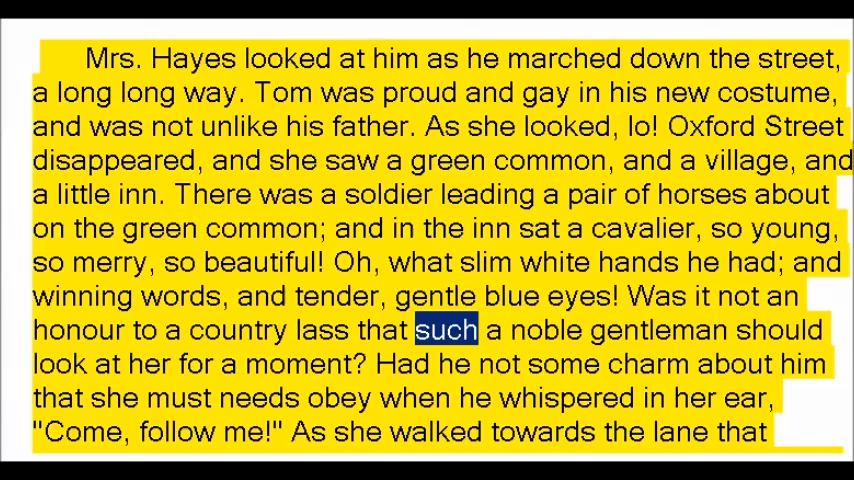 Mrs. Hayes looked at him as he marched down the street,
a long long way. Tom was proud and gay in his new costume,
and was not unlike his father. As she looked, lo! Oxford Street
disappeared, and she saw a green common, and a village, and
a little inn. There was a soldier leading a pair of horses about
on the green common; and in the inn sat a cavalier, so young,
so merry, so beautiful! Oh, what slim white hands he had; and
winning words, and tender, gentle blue eyes! Was it not an
honour to a country lass that such a noble gentleman should
look at her for a moment? Had he not some charm about him
that she must needs obey when he whispered in her ear,
"Come, follow me!" As she walked towards the lane that